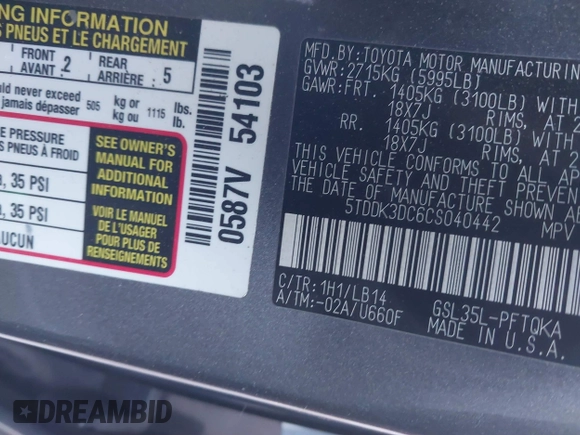 NG INFORMATION
S PNEUS ET LE CHARGEMENT
FRONT
AVANT: 2
REAR
ARRIÈRE: 5
ould never exceed
jamais dépasser 505 kg or kg ou 1115 lbs. lb.
E PRESSURE
S PNEUS À FROID
, 35 PSI
, 35 PSI
UCUN
SEE OWNER'S
MANUAL FOR
ADDITIONAL
INFORMATION
VOIR LE MANUEL
DE L'USAGER
POUR PLUS DE
RENSEIGNEMENTS
0587V 54103
MFD. BY: TOYOTA MOTOR MANUFACTURIN
GVWR: 2715KG (5995LB)
GAWR: FRT. 1405KG (3100LB) WITH
18X7J RIMS, AT 2
RR. 1405KG (3100LB) WITH
18X7J RIMS, AT 2
THIS VEHICLE CONFORMS TO ALL AP
VEHICLE SAFETY AND THEFT PREVENT
THE DATE OF MANUFACTURE SHOWN A
5TDDK3DC6CS040442 MPV
C/TR: 1H1/LB14
A/TM: -02A/U660F
GSL35L-PFTQKA
MADE IN U.S.A.
DREAMBID